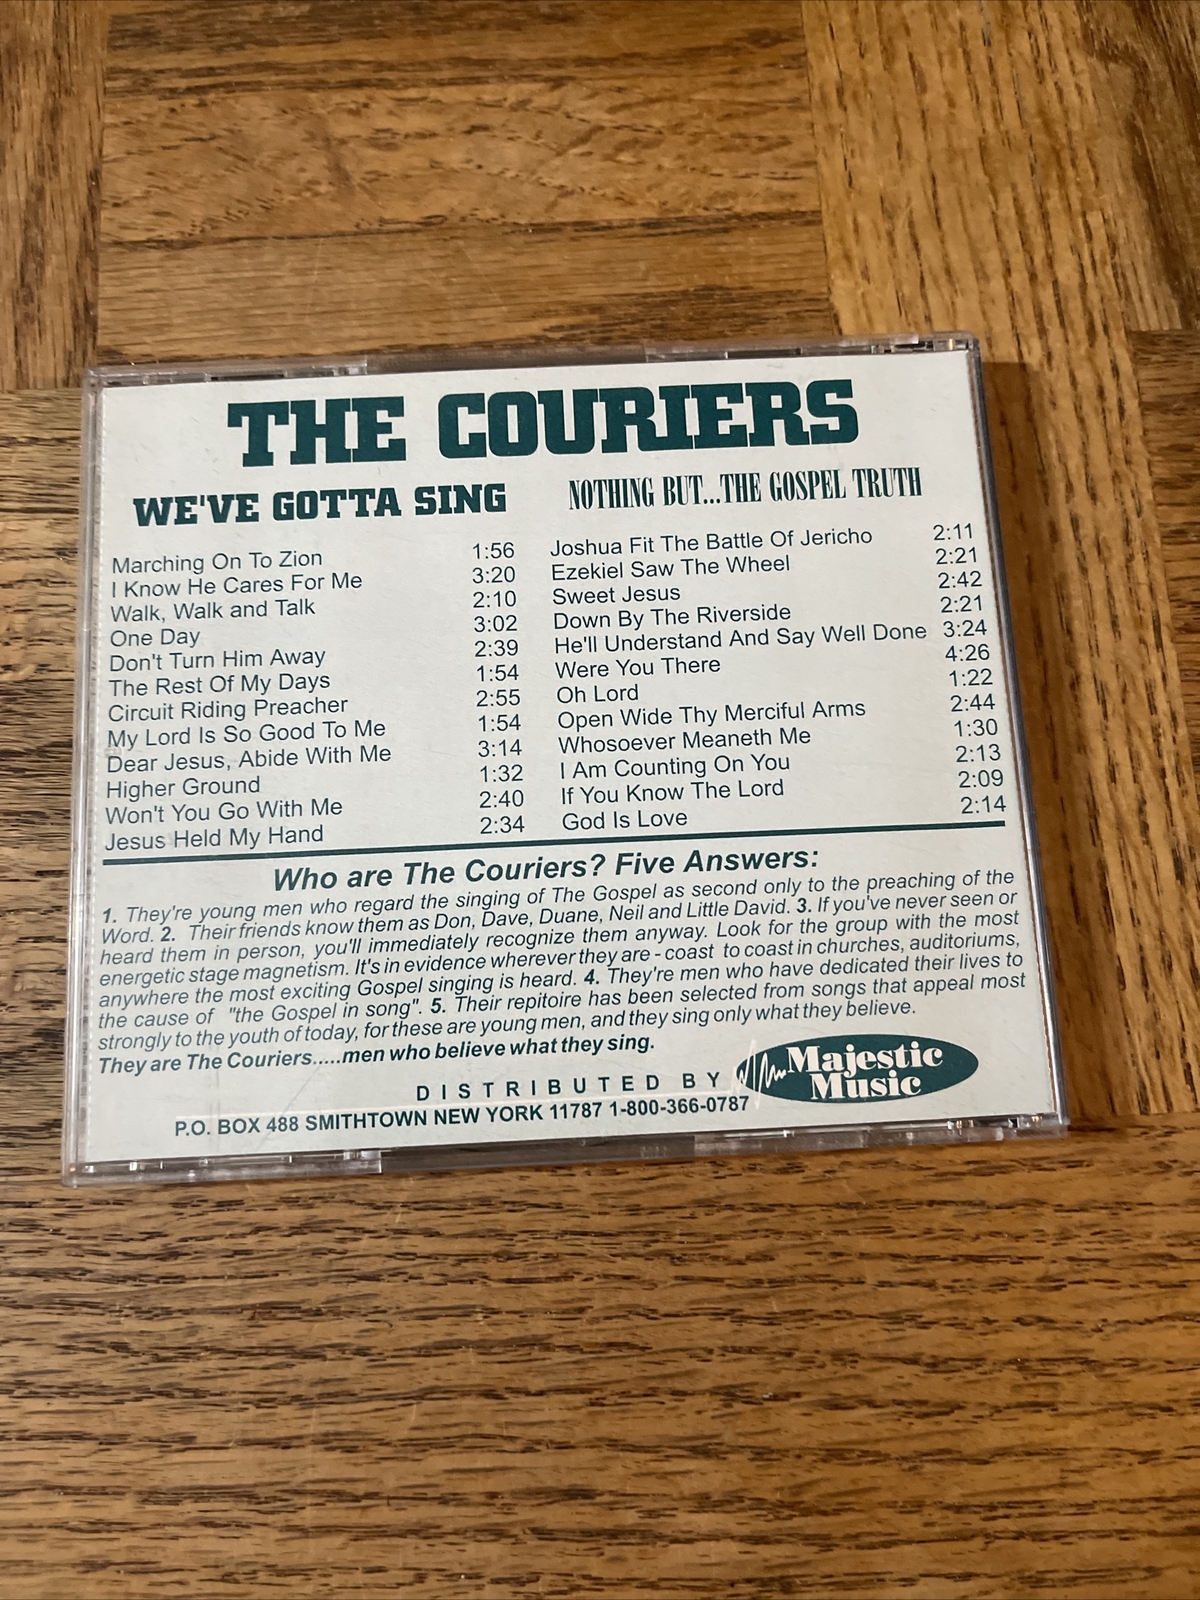 THE COURIERS
WE'VE GOTTA SING
Marching On To Zion 1:56
I Know He Cares For Me 3:20
Walk, Walk and Talk 2:10
One Day 3:02
Don't Turn Him Away 2:39
The Rest Of My Days 1:54
Circuit Riding Preacher 2:55
My Lord Is So Good To Me 1:54
Dear Jesus, Abide With Me 3:14
Higher Ground 1:32
Won't You Go With Me 2:40
Jesus Held My Hand 2:34
NOTHING BUT...THE GOSPEL TRUTH
Joshua Fit The Battle Of Jericho 2:11
Ezekiel Saw The Wheel 2:21
Sweet Jesus 2:42
Down By The Riverside 2:21
He'll Understand And Say Well Done 3:24
Were You There 4:26
Oh Lord 1:22
Open Wide Thy Merciful Arms 2:44
Whosoever Meaneth Me 1:30
I Am Counting On You 2:13
If You Know The Lord 2:09
God Is Love 2:14
Who are The Couriers? Five Answers:
1. They're young men who regard the singing of The Gospel as second only to the preaching of the
Word. 2. Their friends know them as Don, Dave, Duane, Neil and Little David. 3. If you've never seen or
heard them in person, you'll immediately recognize them anyway. Look for the group with the most
energetic stage magnetism. It's in evidence wherever they are - coast to coast in churches, auditoriums,
anywhere the most exciting Gospel singing is heard. 4. They're men who have dedicated their lives to
the cause of "the Gospel in song". 5. Their repitoire has been selected from songs that appeal most
strongly to the youth of today, for these are young men, and they sing only what they believe.
They are The Couriers.....men who believe what they sing.
DISTRIBUTED BY
Majestic
Music
P.O. BOX 488 SMITHTOWN NEW YORK 11787 1-800-366-0787